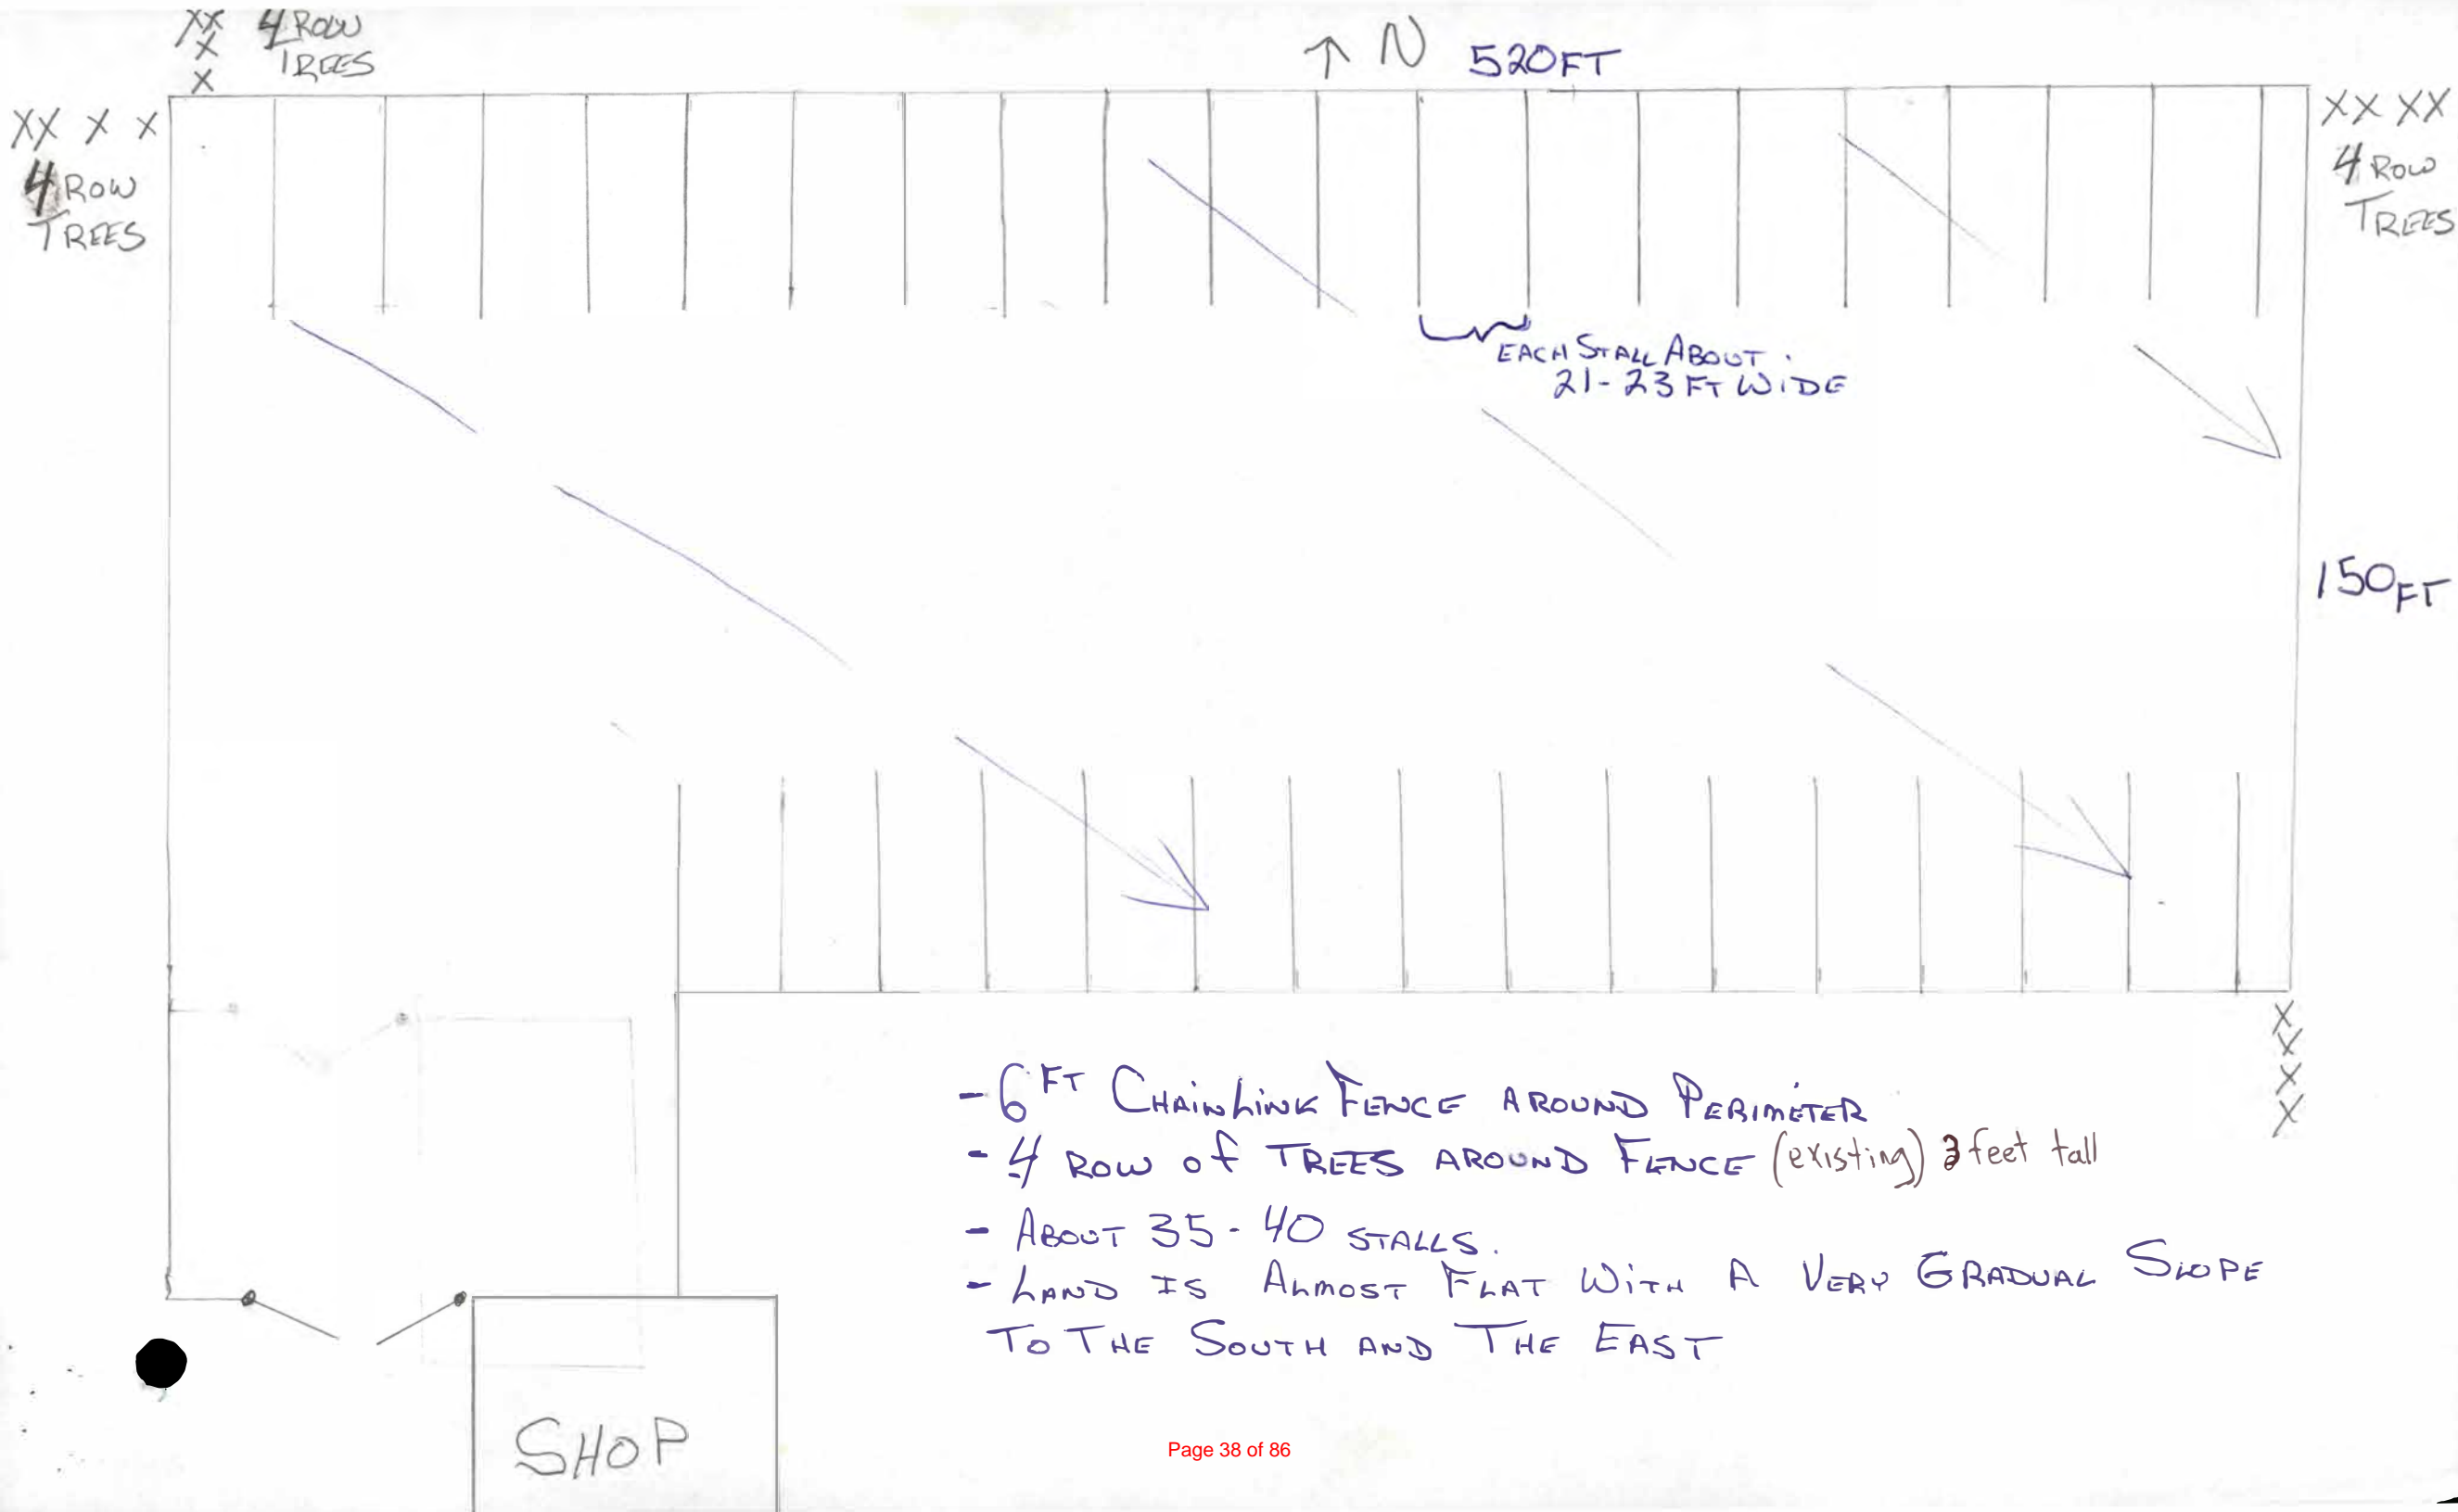 XX 4 ROW
X TREES
X
↑ N 520FT
XX X X
4 ROW
TREES
XX XX
4 ROW
TREES
EACH STALL ABOUT
21-23 FT WIDE
150FT
X
X
X
X
- 6 FT CHAINLINK FENCE AROUND PERIMETER
- 4 ROW of TREES AROUND FENCE (existing) 3 feet tall
- ABOUT 35-40 STALLS.
- LAND IS ALMOST FLAT WITH A VERY GRADUAL SLOPE
TO THE SOUTH AND THE EAST
SHOP
Page 38 of 86